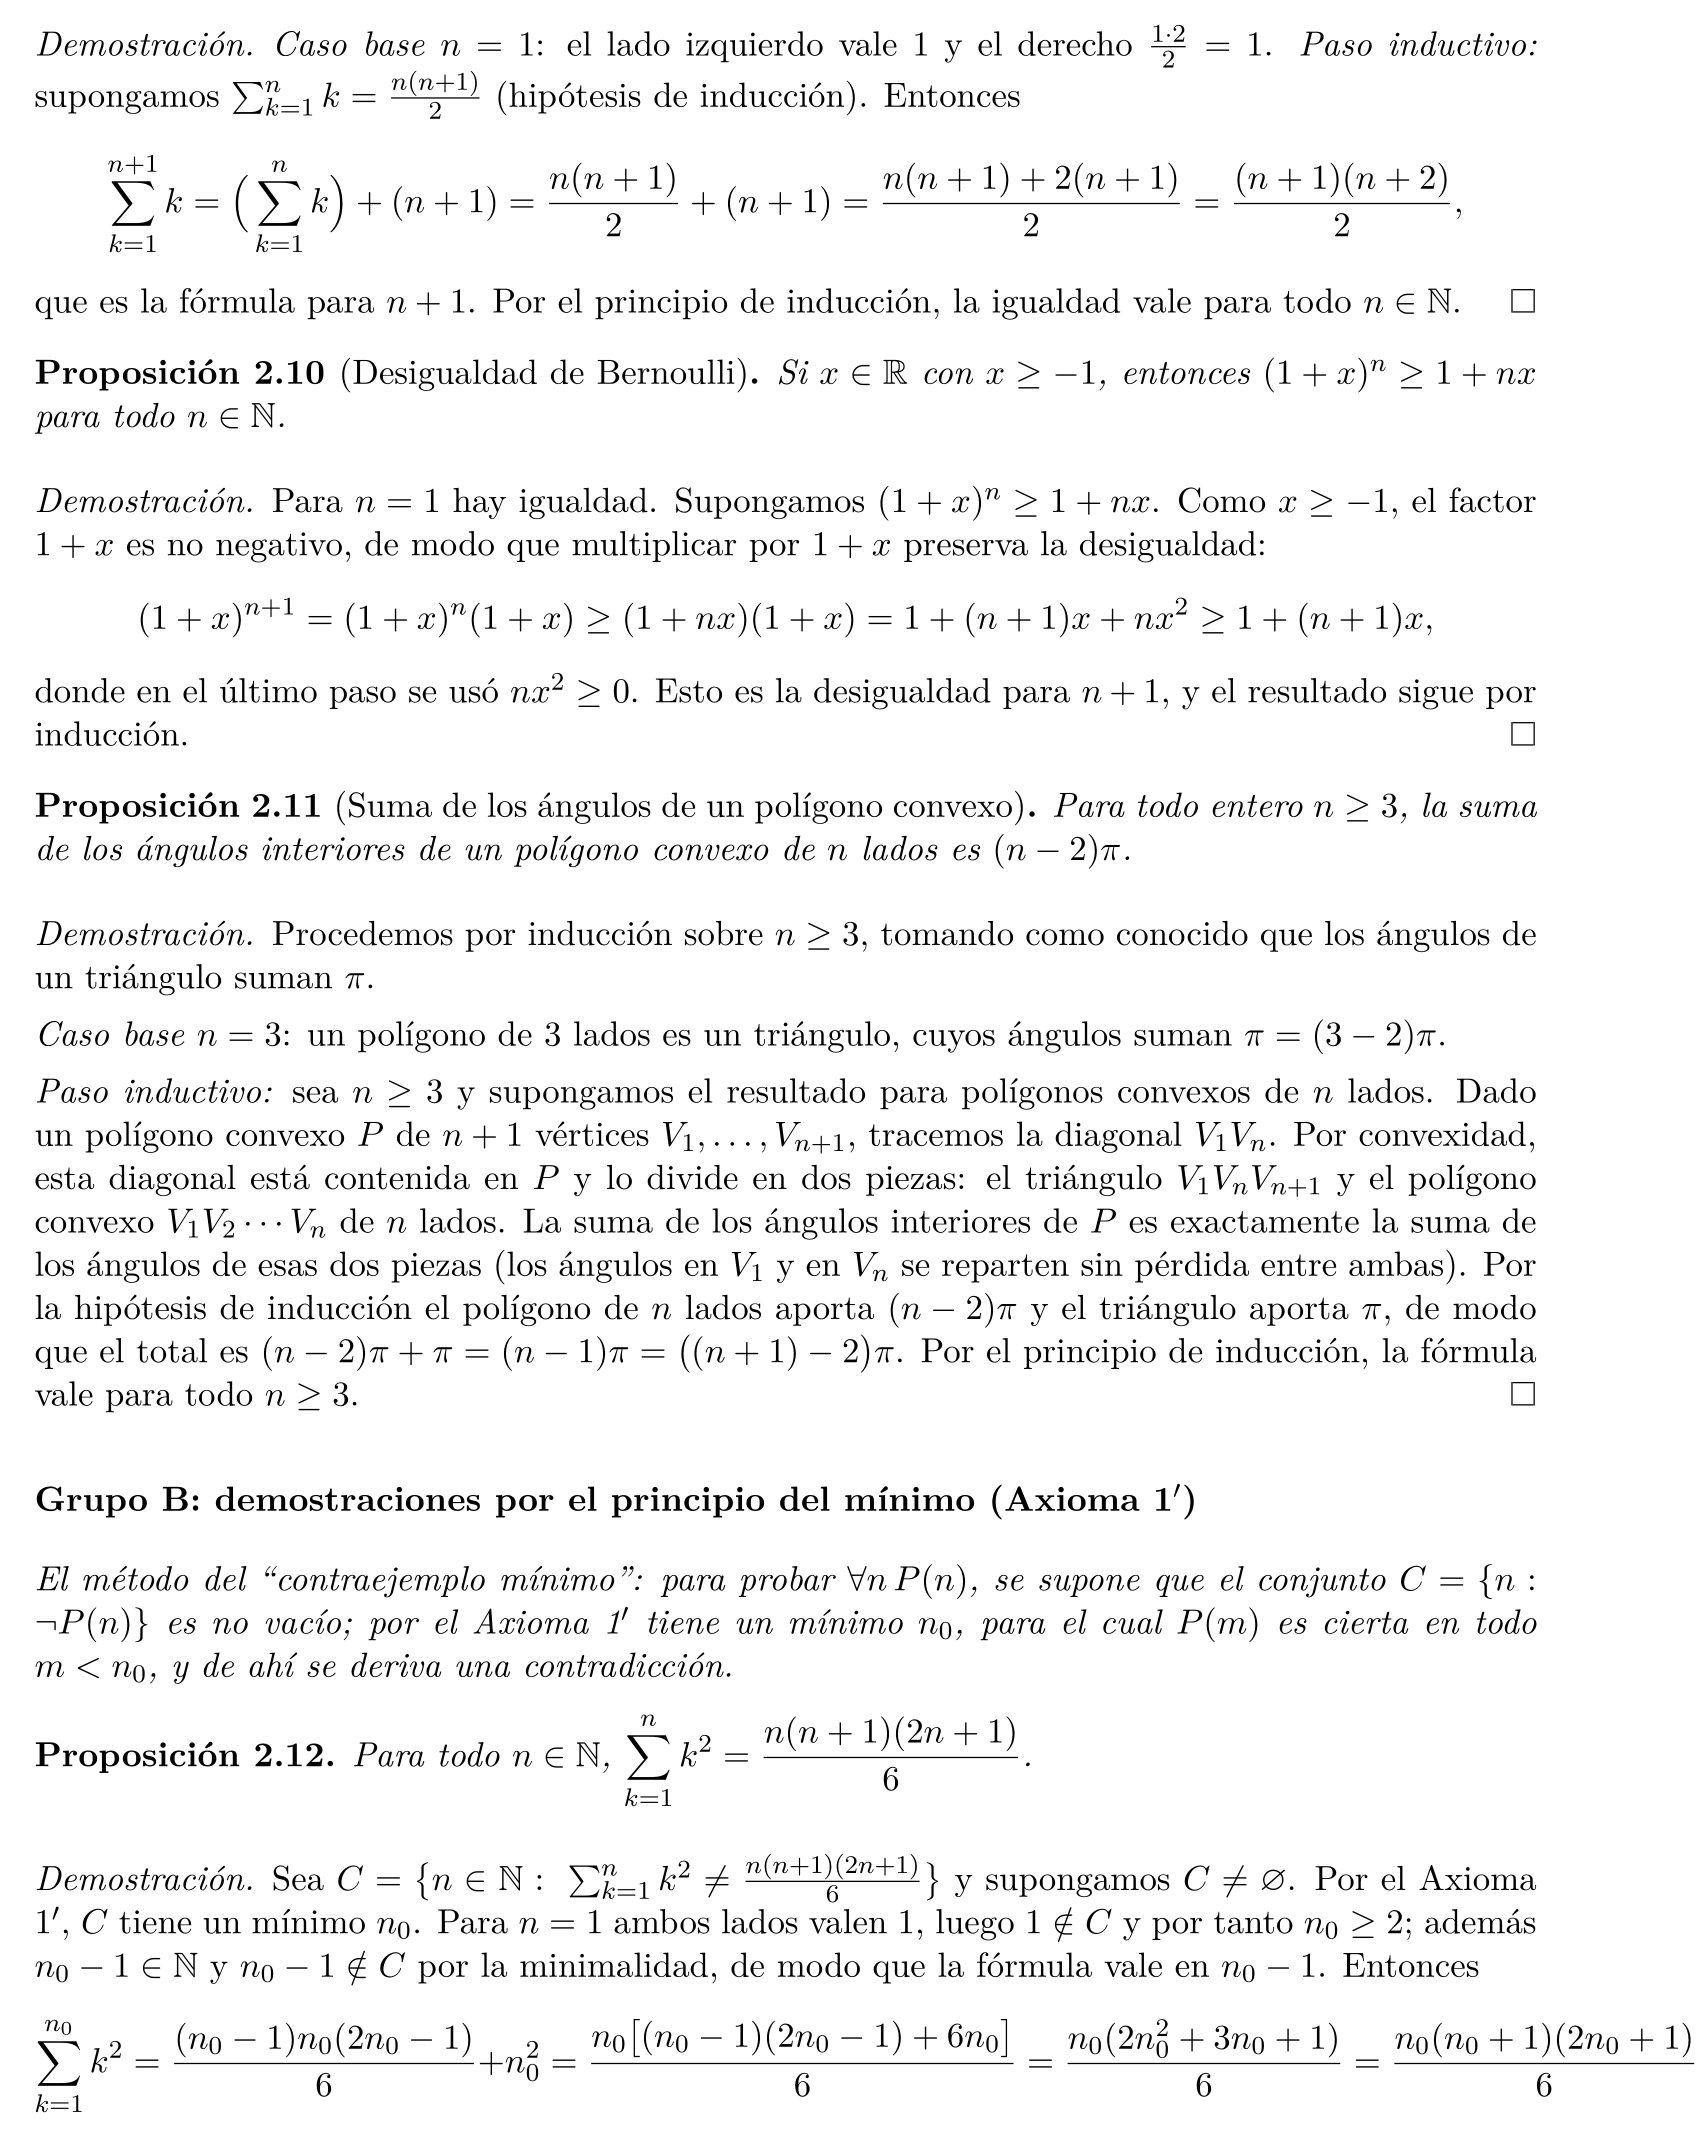 Demostración. Caso base n = 1: el lado izquierdo vale 1 y el derecho \frac{1·2}{2} = 1. Paso inductivo:
supongamos \sum_{k=1}^{n} k = \frac{n(n+1)}{2} (hipótesis de inducción). Entonces
\sum_{k=1}^{n+1} k = \Big( \sum_{k=1}^{n} k \Big) + (n + 1) = \frac{n(n + 1)}{2} + (n + 1) = \frac{n(n + 1) + 2(n + 1)}{2} = \frac{(n + 1)(n + 2)}{2},
que es la fórmula para n + 1. Por el principio de inducción, la igualdad vale para todo n ∈ ℕ. □
Proposición 2.10 (Desigualdad de Bernoulli). Si x ∈ ℝ con x ≥ −1, entonces (1 + x)^n ≥ 1 + nx
para todo n ∈ ℕ.
Demostración. Para n = 1 hay igualdad. Supongamos (1 + x)^n ≥ 1 + nx. Como x ≥ −1, el factor
1 + x es no negativo, de modo que multiplicar por 1 + x preserva la desigualdad:
(1 + x)^{n+1} = (1 + x)^n(1 + x) ≥ (1 + nx)(1 + x) = 1 + (n + 1)x + nx^2 ≥ 1 + (n + 1)x,
donde en el último paso se usó nx^2 ≥ 0. Esto es la desigualdad para n + 1, y el resultado sigue por
inducción. □
Proposición 2.11 (Suma de los ángulos de un polígono convexo). Para todo entero n ≥ 3, la suma
de los ángulos interiores de un polígono convexo de n lados es (n − 2)π.
Demostración. Procedemos por inducción sobre n ≥ 3, tomando como conocido que los ángulos de
un triángulo suman π.
Caso base n = 3: un polígono de 3 lados es un triángulo, cuyos ángulos suman π = (3 − 2)π.
Paso inductivo: sea n ≥ 3 y supongamos el resultado para polígonos convexos de n lados. Dado
un polígono convexo P de n + 1 vértices V_1, . . . , V_{n+1}, tracemos la diagonal V_1V_n. Por convexidad,
esta diagonal está contenida en P y lo divide en dos piezas: el triángulo V_1V_nV_{n+1} y el polígono
convexo V_1V_2 · · · V_n de n lados. La suma de los ángulos interiores de P es exactamente la suma de
los ángulos de esas dos piezas (los ángulos en V_1 y en V_n se reparten sin pérdida entre ambas). Por
la hipótesis de inducción el polígono de n lados aporta (n − 2)π y el triángulo aporta π, de modo
que el total es (n − 2)π + π = (n − 1)π = ((n + 1) − 2)π. Por el principio de inducción, la fórmula
vale para todo n ≥ 3. □
Grupo B: demostraciones por el principio del mínimo (Axioma 1′)
El método del “contraejemplo mínimo”: para probar ∀n P(n), se supone que el conjunto C = {n :
¬P(n)} es no vacío; por el Axioma 1′ tiene un mínimo n_0, para el cual P(m) es cierta en todo
m < n_0, y de ahí se deriva una contradicción.
Proposición 2.12. Para todo n ∈ ℕ, \sum_{k=1}^{n} k^2 = \frac{n(n + 1)(2n + 1)}{6}.
Demostración. Sea C = {n ∈ ℕ : \sum_{k=1}^{n} k^2 ≠ \frac{n(n+1)(2n+1)}{6}} y supongamos C ≠ ∅. Por el Axioma
1′, C tiene un mínimo n_0. Para n = 1 ambos lados valen 1, luego 1 ∉ C y por tanto n_0 ≥ 2; además
n_0 − 1 ∈ ℕ y n_0 − 1 ∉ C por la minimalidad, de modo que la fórmula vale en n_0 − 1. Entonces
\sum_{k=1}^{n_0} k^2 = \frac{(n_0 − 1)n_0(2n_0 − 1)}{6} + n_0^2 = \frac{n_0[(n_0 − 1)(2n_0 − 1) + 6n_0]}{6} = \frac{n_0(2n_0^2 + 3n_0 + 1)}{6} = \frac{n_0(n_0 + 1)(2n_0 + 1)}{6}